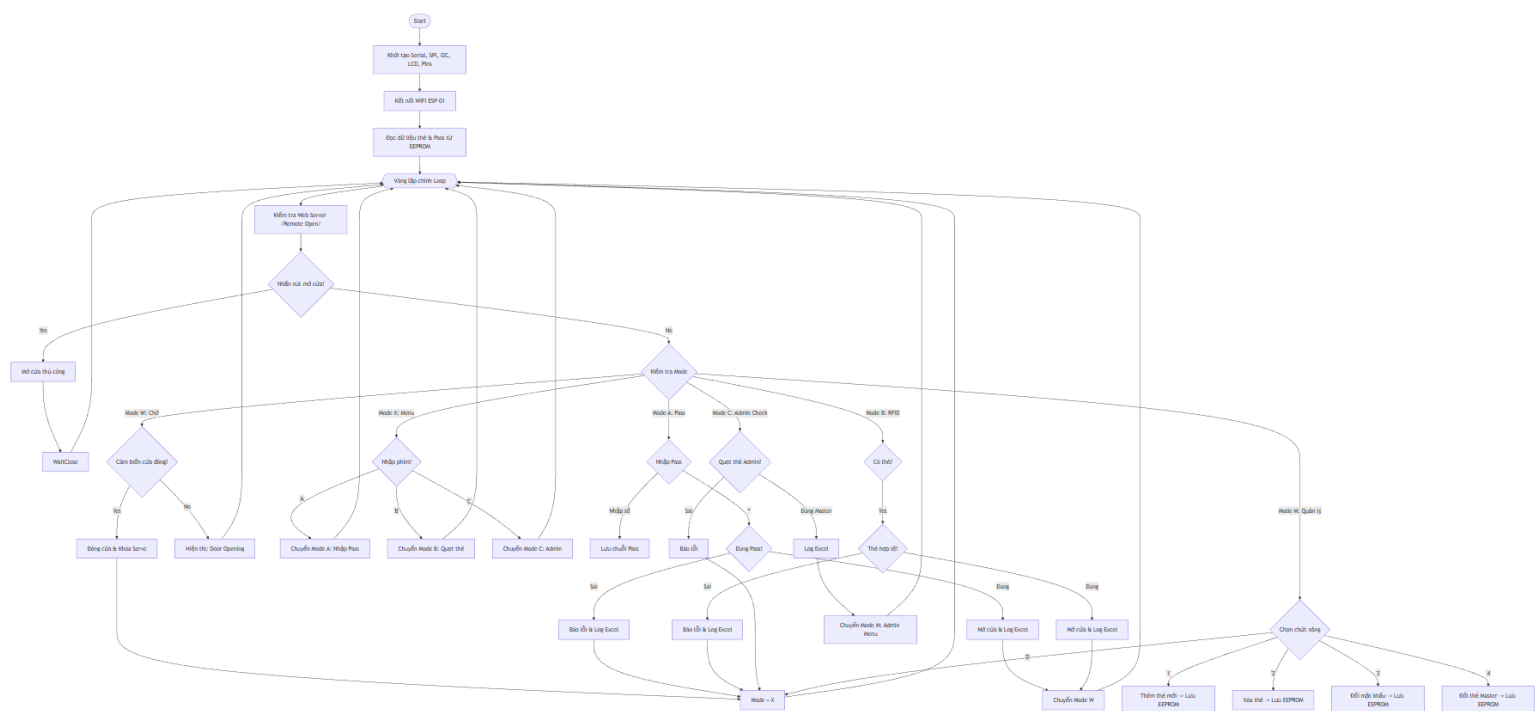 Start
Khởi tạo Serial, SPI, I2C,
LCD, Pins
Kết nối WiFi ESP-01
Đọc dữ liệu thẻ & Pass từ
EEPROM
Vòng lặp chính Loop
Kiểm tra Web Server
/Remote Open/
Nhấn nút mở cửa?
Yes
No
Mở cửa thủ công
Kiểm tra Mode
Mode W: Chờ
Mode X: Menu
Mode A: Pass
Mode C: Admin Check
Mode B: RFID
WaitClose
Cảm biến cửa đóng?
Nhập phím?
Nhập Pass
Quẹt thẻ Admin?
Có thẻ?
Yes
No
A
B
C
Nhập số
*
Sai
Đúng Master
Yes
Mode M: Quản lý
Đóng cửa & Khóa Servo
Hiện thị: Door Opening
Chuyển Mode A: Nhập Pass
Chuyển Mode B: Quẹt thẻ
Chuyển Mode C: Admin
Lưu chuỗi Pass
Báo lỗi
Đúng Pass?
Log Excel
Thẻ hợp lệ?
Sai
Sai
Đúng
Đúng
Báo lỗi & Log Excel
Báo lỗi & Log Excel
Chuyển Mode M: Admin
Menu
Mở cửa & Log Excel
Mở cửa & Log Excel
Chọn chức năng
D
1
2
3
4
Mode = X
Chuyển Mode W
Thêm thẻ mới → Lưu
EEPROM
Xóa thẻ → Lưu EEPROM
Đổi mật khẩu → Lưu
EEPROM
Đổi thẻ Master → Lưu
EEPROM